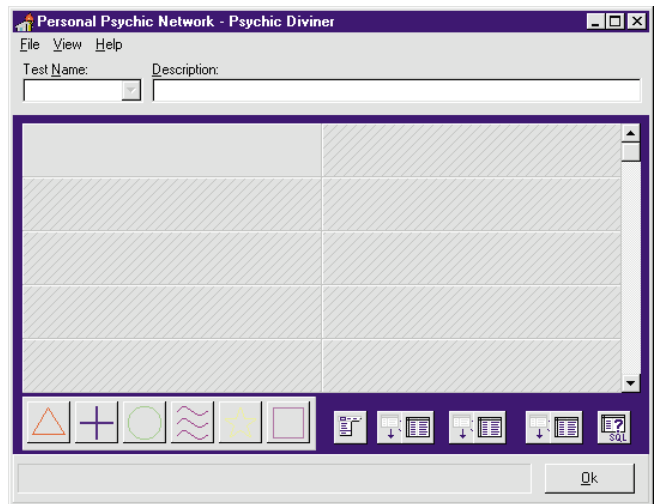 Personal Psychic Network - Psychic Diviner
File View Help
Test Name: Description:
SQL
Ok